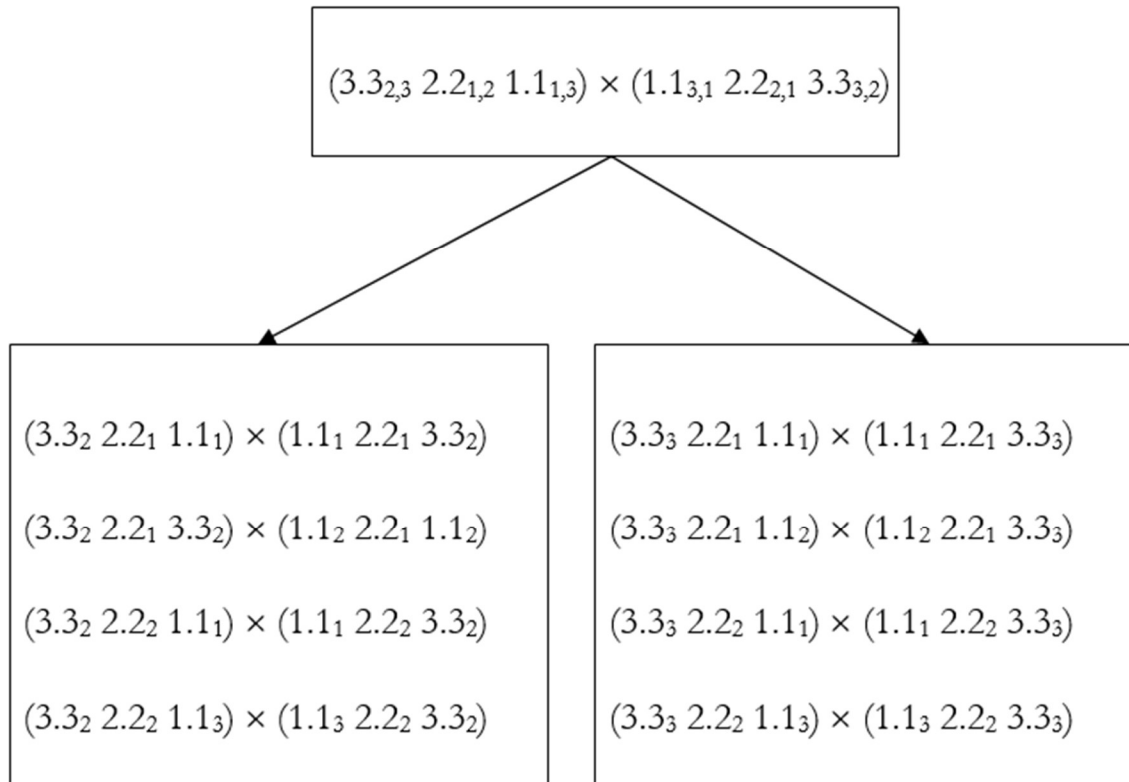 (3.3₂,₃ 2.2₁,₂ 1.1₁,₃) × (1.1₃,₁ 2.2₂,₁ 3.3₃,₂)
(3.3₂ 2.2₁ 1.1₁) × (1.1₁ 2.2₁ 3.3₂)
(3.3₂ 2.2₁ 3.3₂) × (1.1₂ 2.2₁ 1.1₂)
(3.3₂ 2.2₂ 1.1₁) × (1.1₁ 2.2₂ 3.3₂)
(3.3₂ 2.2₂ 1.1₃) × (1.1₃ 2.2₂ 3.3₂)
(3.3₃ 2.2₁ 1.1₁) × (1.1₁ 2.2₁ 3.3₃)
(3.3₃ 2.2₁ 1.1₂) × (1.1₂ 2.2₁ 3.3₃)
(3.3₃ 2.2₂ 1.1₁) × (1.1₁ 2.2₂ 3.3₃)
(3.3₃ 2.2₂ 1.1₃) × (1.1₃ 2.2₂ 3.3₃)